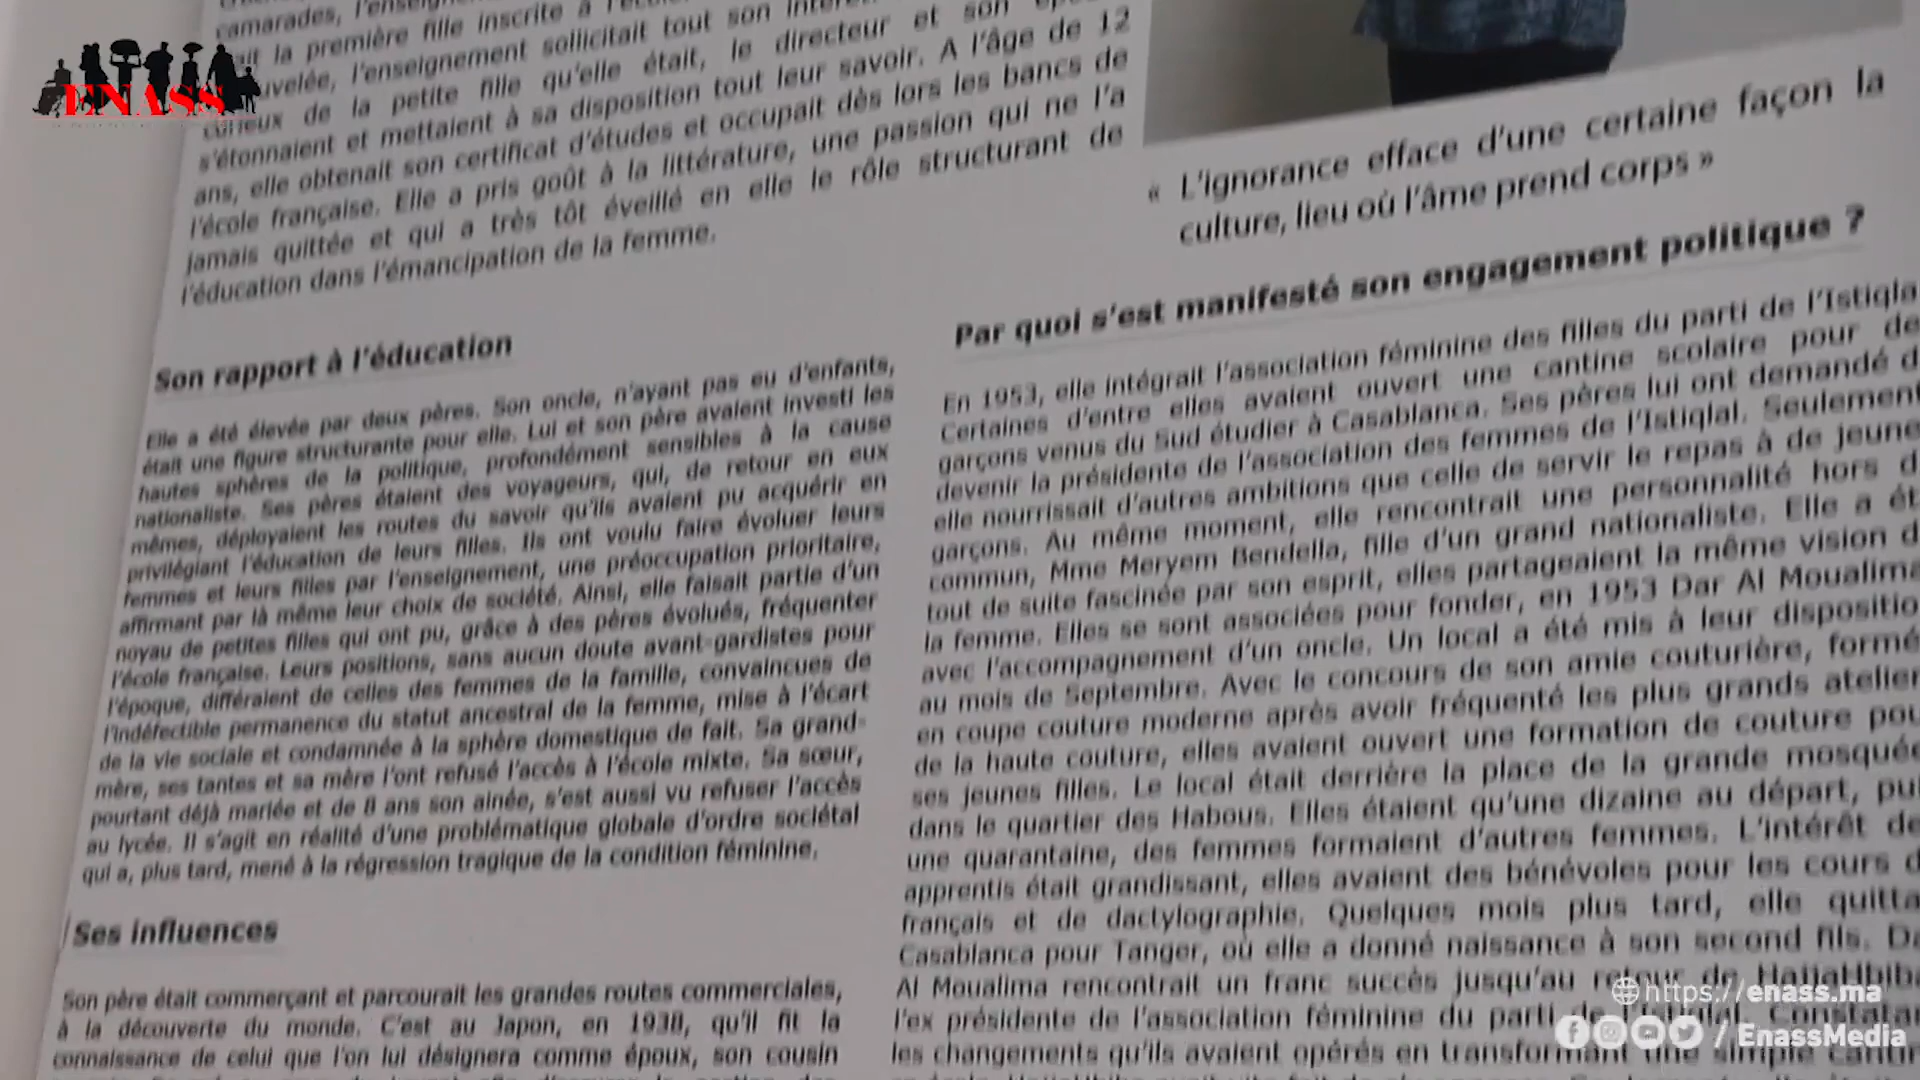 ENASS
camarades,
la première fille inscrite à
l'enseignement sollicitait tout son
curieux de la petite fille qu'elle était, le directeur et son
s'étonnaient et mettaient à sa disposition tout leur savoir. A l'âge de 12
ans, elle obtenait son certificat d'études et occupait dès lors les bancs de
l'école française. Elle a pris goût à la littérature, une passion qui ne l'a
jamais quittée et qui a très tôt éveillé en elle le rôle structurant de
l'éducation dans l'émancipation de la femme.
Son rapport à l'éducation
Elle a été élevée par deux pères. Son oncle, n'ayant pas eu d'enfants,
était une figure structurante pour elle. Lui et son père avaient investi les
hautes sphères de la politique, profondément sensibles à la cause
nationaliste. Ses pères étaient des voyageurs, qui, de retour en eux
mêmes, déployaient les routes du savoir qu'ils avaient pu acquérir en
privilégiant l'éducation de leurs filles. Ils ont voulu faire évoluer leurs
femmes et leurs filles par l'enseignement, une préoccupation prioritaire,
affirmant par là même leur choix de société. Ainsi, elle faisait partie d'un
noyau de petites filles qui ont pu, grâce à des pères évolués, fréquenter
l'école française. Leurs positions, sans aucun doute avant-gardistes pour
l'époque, différaient de celles des femmes de la famille, convaincues de
l'indéfectible permanence du statut ancestral de la femme, mise à l'écart
de la vie sociale et condamnée à la sphère domestique de fait. Sa grand-
mère, ses tantes et sa mère l'ont refusé l'accès à l'école mixte. Sa sœur,
pourtant déjà mariée et de 8 ans son ainée, s'est aussi vu refuser l'accès
au lycée. Il s'agit en réalité d'une problématique globale d'ordre sociétal
qui a, plus tard, mené à la régression tragique de la condition féminine.
Ses influences
Son père était commerçant et parcourait les grandes routes commerciales,
à la découverte du monde. C'est au Japon, en 1938, qu'il fit la
connaissance de celui que l'on lui désignera comme époux, son cousin
« L'ignorance efface d'une certaine façon la
culture, lieu où l'âme prend corps »
Par quoi s'est manifesté son engagement politique ?
En 1953, elle intégrait l'association féminine des filles du parti de l'Istiqlal
Certaines d'entre elles avaient ouvert une cantine scolaire pour de
garçons venus du Sud étudier à Casablanca. Ses pères lui ont demandé d
devenir la présidente de l'association des femmes de l'Istiqlal. Seulement
elle nourrissait d'autres ambitions que celle de servir le repas à de jeune
garçons. Au même moment, elle rencontrait une personnalité hors d
commun, Mme Meryem Bendella, fille d'un grand nationaliste. Elle a ét
tout de suite fascinée par son esprit, elles partageaient la même vision d
la femme. Elles se sont associées pour fonder, en 1953 Dar Al Moualima
avec l'accompagnement d'un oncle. Un local a été mis à leur dispositio
au mois de Septembre. Avec le concours de son amie couturière, formé
en coupe couture moderne après avoir fréquenté les plus grands atelier
de la haute couture, elles avaient ouvert une formation de couture pou
ses jeunes filles. Le local était derrière la place de la grande mosquée
dans le quartier des Habous. Elles étaient qu'une dizaine au départ, pui
une quarantaine, des femmes formaient d'autres femmes. L'intérêt de
apprentis était grandissant, elles avaient des bénévoles pour les cours d
français et de dactylographie. Quelques mois plus tard, elle quitta
Casablanca pour Tanger, où elle a donné naissance à son second fils. Da
Al Moualima rencontrait un franc succès jusqu'au retour de HajjaHbiba
l'ex présidente de l'association féminine du parti de l'Istiqlal. Constatan
les changements qu'ils avaient opérés en transformant une simple cantin
https://enass.ma
/ EnassMedia